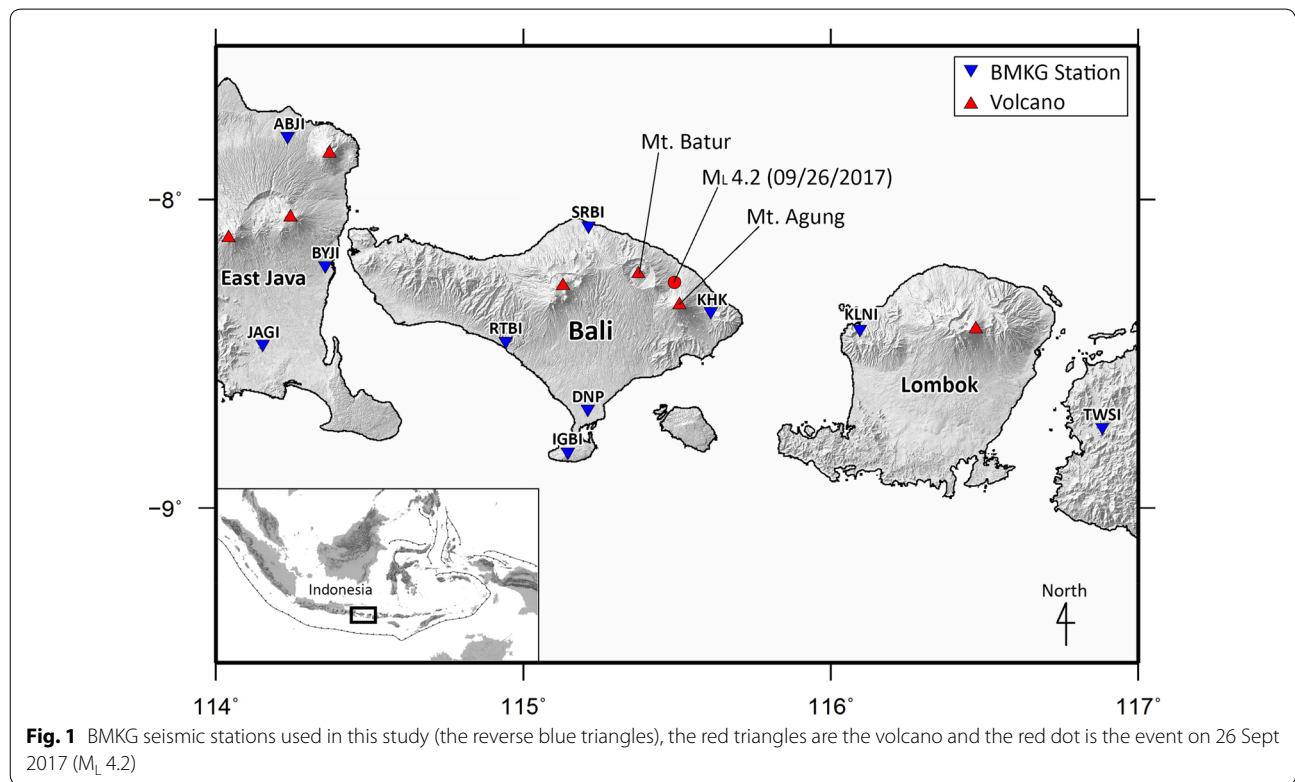 BMKG Station
Volcano
ABJI
Mt. Batur
ML 4.2 (09/26/2017)
−8°
SRBI
Mt. Agung
BYJI
East Java
KHK
KLNI
JAGI
RTBI
Bali
Lombok
DNP
TWSI
IGBI
−9°
Indonesia
North
114°
115°
116°
117°
Fig. 1 BMKG seismic stations used in this study (the reverse blue triangles), the red triangles are the volcano and the red dot is the event on 26 Sept
2017 (ML 4.2)